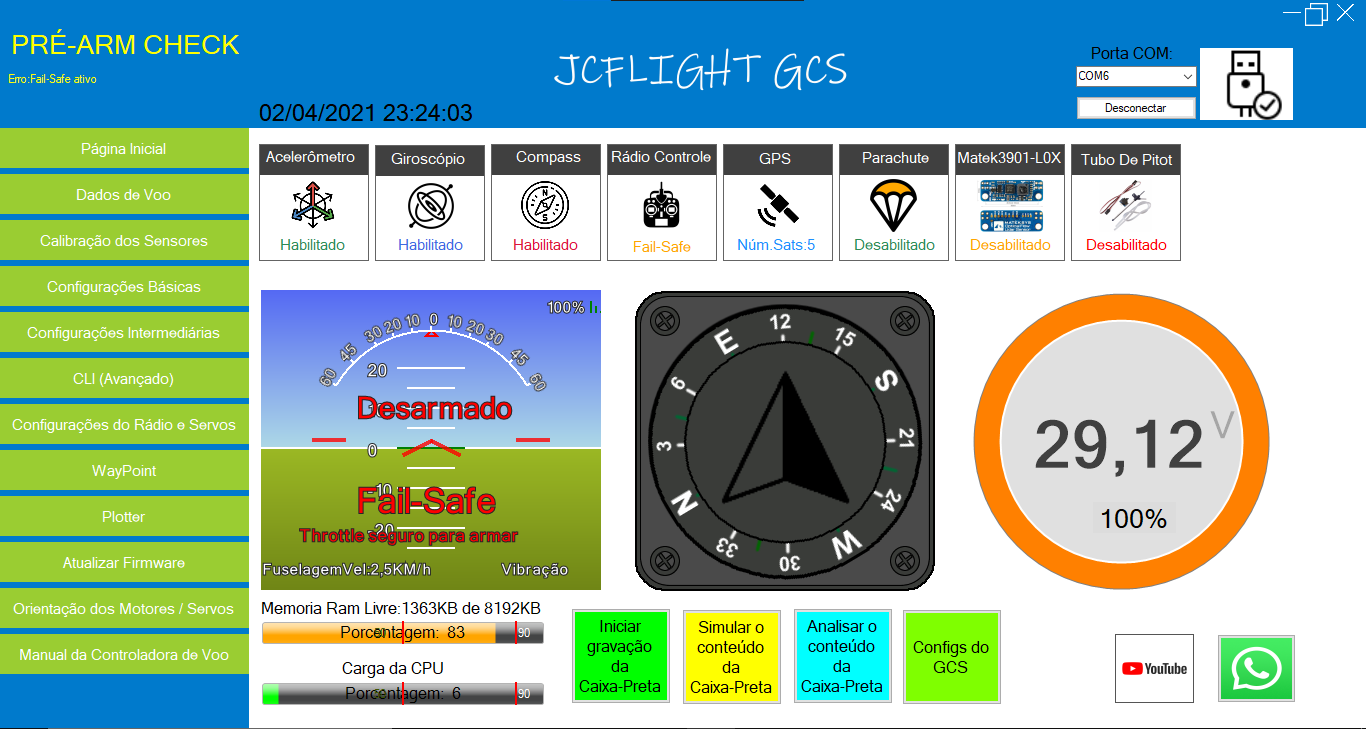 PRÉ-ARM CHECK
Erro:Fail-Safe ativo
JCFLIGHT GCS
02/04/2021 23:24:03
Porta COM:
COM6
Desconectar
Página Inicial
Dados de Voo
Calibração dos Sensores
Configurações Básicas
Configurações Intermediárias
CLI (Avançado)
Configurações do Rádio e Servos
WayPoint
Plotter
Atualizar Firmware
Orientação dos Motores / Servos
Manual da Controladora de Voo
Acelerômetro
Habilitado
Giroscópio
Habilitado
Compass
N
S
Habilitado
Rádio Controle
Fail-Safe
GPS
Núm.Sats:5
Parachute
Desabilitado
Matek3901-L0X
Desabilitado
Tubo De Pitot
Desabilitado
100%
60 45 30 20 10 0 10 20 30 45 60
20
Desarmado
0
-10
Fail-Safe
-20
Throttle seguro para armar
FuselagemVel:2,5KM/h
Vibração
12
15
S
21
24
W
30
33
N
3
6
E
29,12 V
100%
Memoria Ram Livre:1363KB de 8192KB
Porcentagem: 83
90
Carga da CPU
Porcentagem: 6
90
Iniciar
gravação
da
Caixa-Preta
Simular o
conteúdo
da
Caixa-Preta
Analisar o
conteúdo
da
Caixa-Preta
Configs do
GCS
YouTube